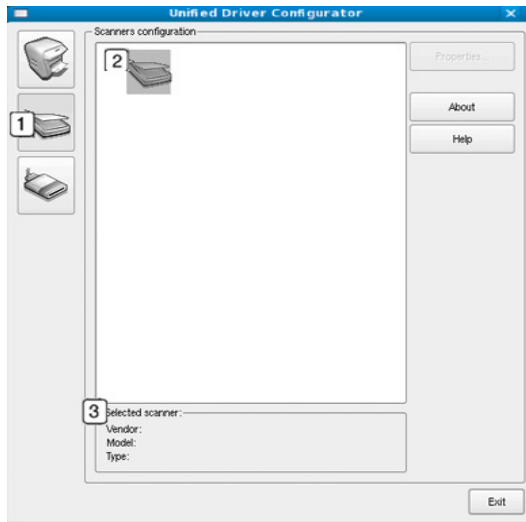 Unified Driver Configurator
Scanners configuration
2
Properties...
1
About
Help
3
Selected scanner:
Vendor:
Model:
Type:
Exit